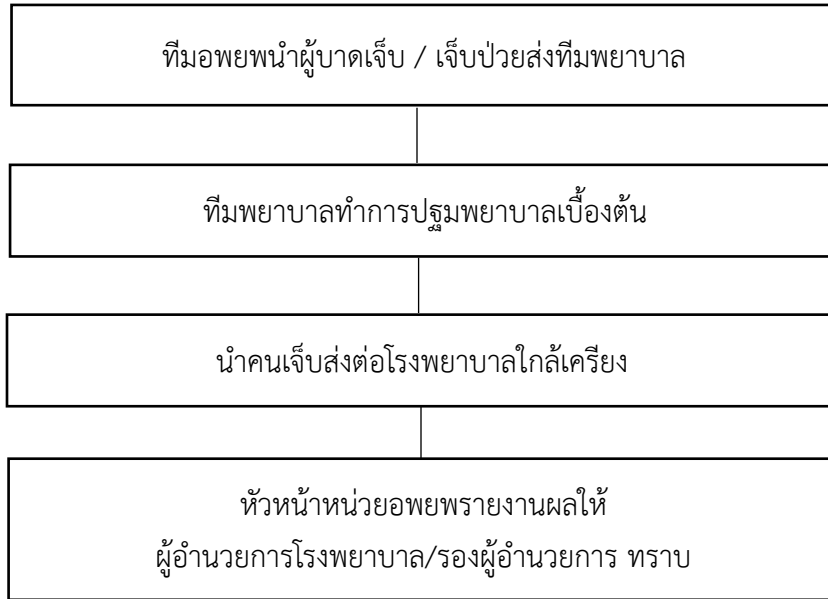 ทีมอพยพนำผู้บาดเจ็บ / เจ็บป่วยส่งทีมพยาบาล
ทีมพยาบาลทำการปฐมพยาบาลเบื้องต้น
นำคนเจ็บส่งต่อโรงพยาบาลใกล้เครียง
หัวหน้าหน่วยอพยพรายงานผลให้
ผู้อำนวยการโรงพยาบาล/รองผู้อำนวยการ ทราบ